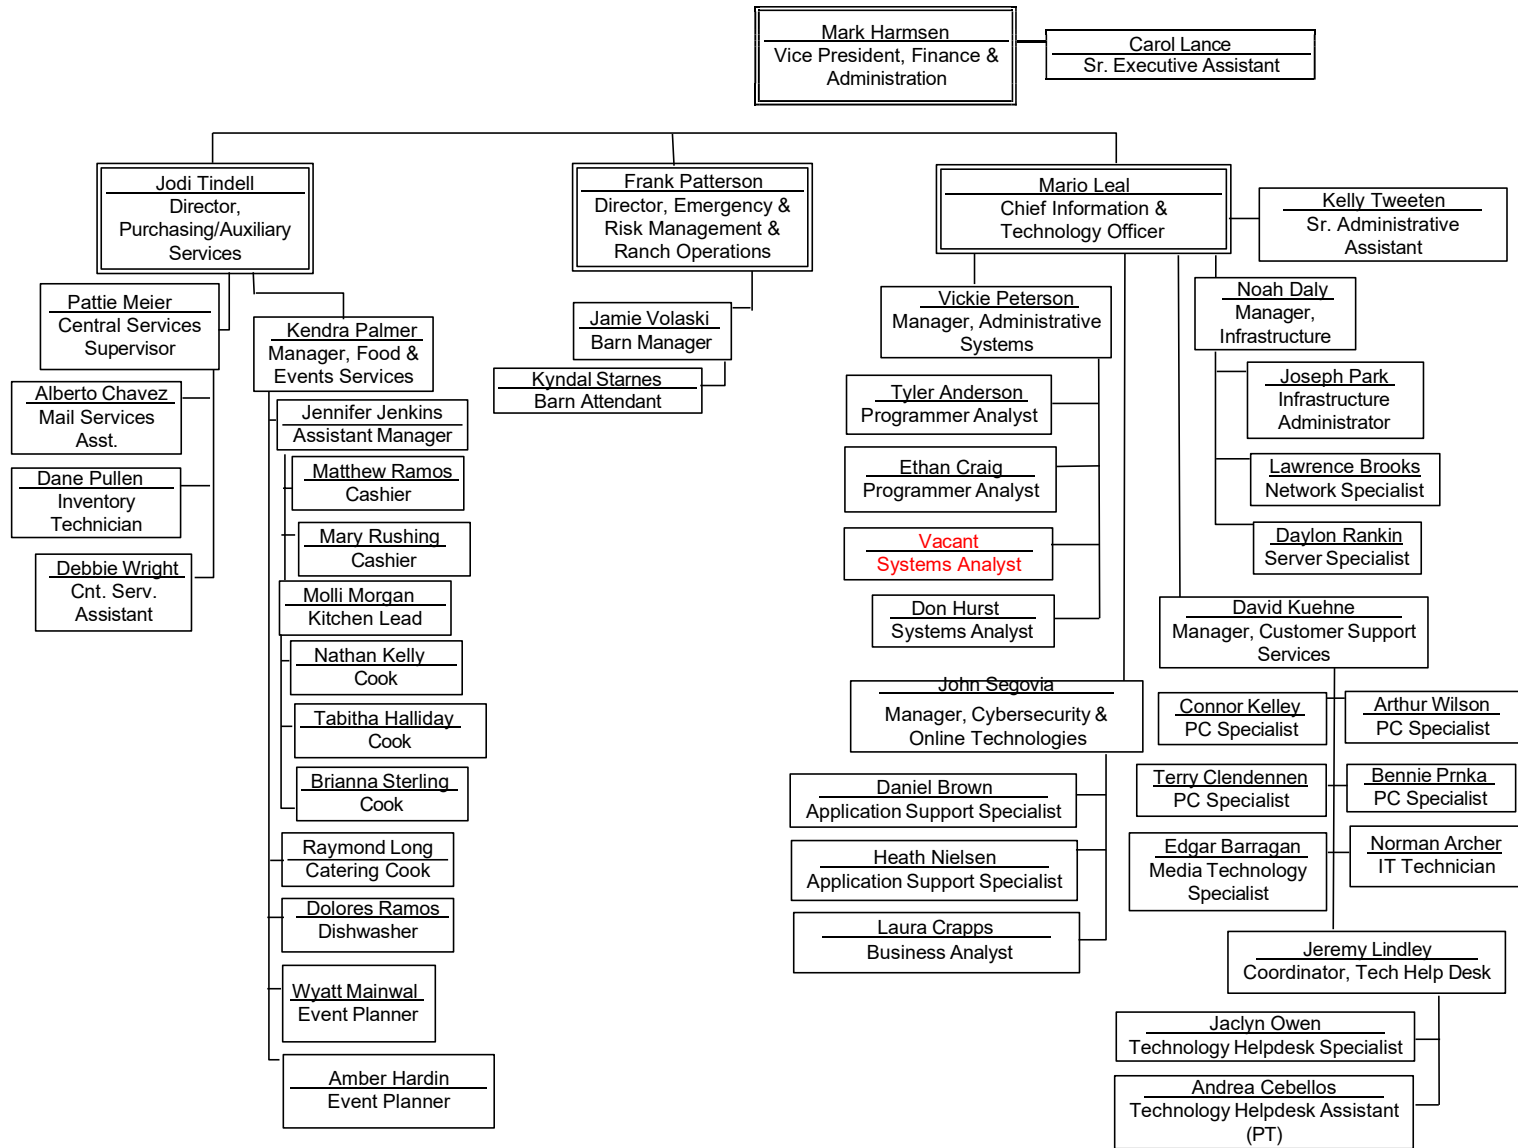 Mark Harmsen
Vice President, Finance &
Administration
Carol Lance
Sr. Executive Assistant
Jodi Tindell
Director,
Purchasing/Auxiliary
Services
Frank Patterson
Director, Emergency &
Risk Management &
Ranch Operations
Mario Leal
Chief Information &
Technology Officer
Kelly Tweeten
Sr. Administrative
Assistant
Pattie Meier
Central Services
Supervisor
Alberto Chavez
Mail Services
Asst.
Dane Pullen
Inventory
Technician
Debbie Wright
Cnt. Serv.
Assistant
Kendra Palmer
Manager, Food &
Events Services
Jennifer Jenkins
Assistant Manager
Matthew Ramos
Cashier
Mary Rushing
Cashier
Molli Morgan
Kitchen Lead
Nathan Kelly
Cook
Tabitha Halliday
Cook
Brianna Sterling
Cook
Raymond Long
Catering Cook
Dolores Ramos
Dishwasher
Wyatt Mainwal
Event Planner
Amber Hardin
Event Planner
Jamie Volaski
Barn Manager
Kyndal Starnes
Barn Attendant
Vickie Peterson
Manager, Administrative
Systems
Tyler Anderson
Programmer Analyst
Ethan Craig
Programmer Analyst
Vacant
Systems Analyst
Don Hurst
Systems Analyst
John Segovia
Manager, Cybersecurity &
Online Technologies
Daniel Brown
Application Support Specialist
Heath Nielsen
Application Support Specialist
Laura Crapps
Business Analyst
Noah Daly
Manager,
Infrastructure
Joseph Park
Infrastructure
Administrator
Lawrence Brooks
Network Specialist
Daylon Rankin
Server Specialist
David Kuehne
Manager, Customer Support
Services
Connor Kelley
PC Specialist
Arthur Wilson
PC Specialist
Terry Clendennen
PC Specialist
Bennie Prnka
PC Specialist
Edgar Barragan
Media Technology
Specialist
Norman Archer
IT Technician
Jeremy Lindley
Coordinator, Tech Help Desk
Jaclyn Owen
Technology Helpdesk Specialist
Andrea Cebellos
Technology Helpdesk Assistant
(PT)